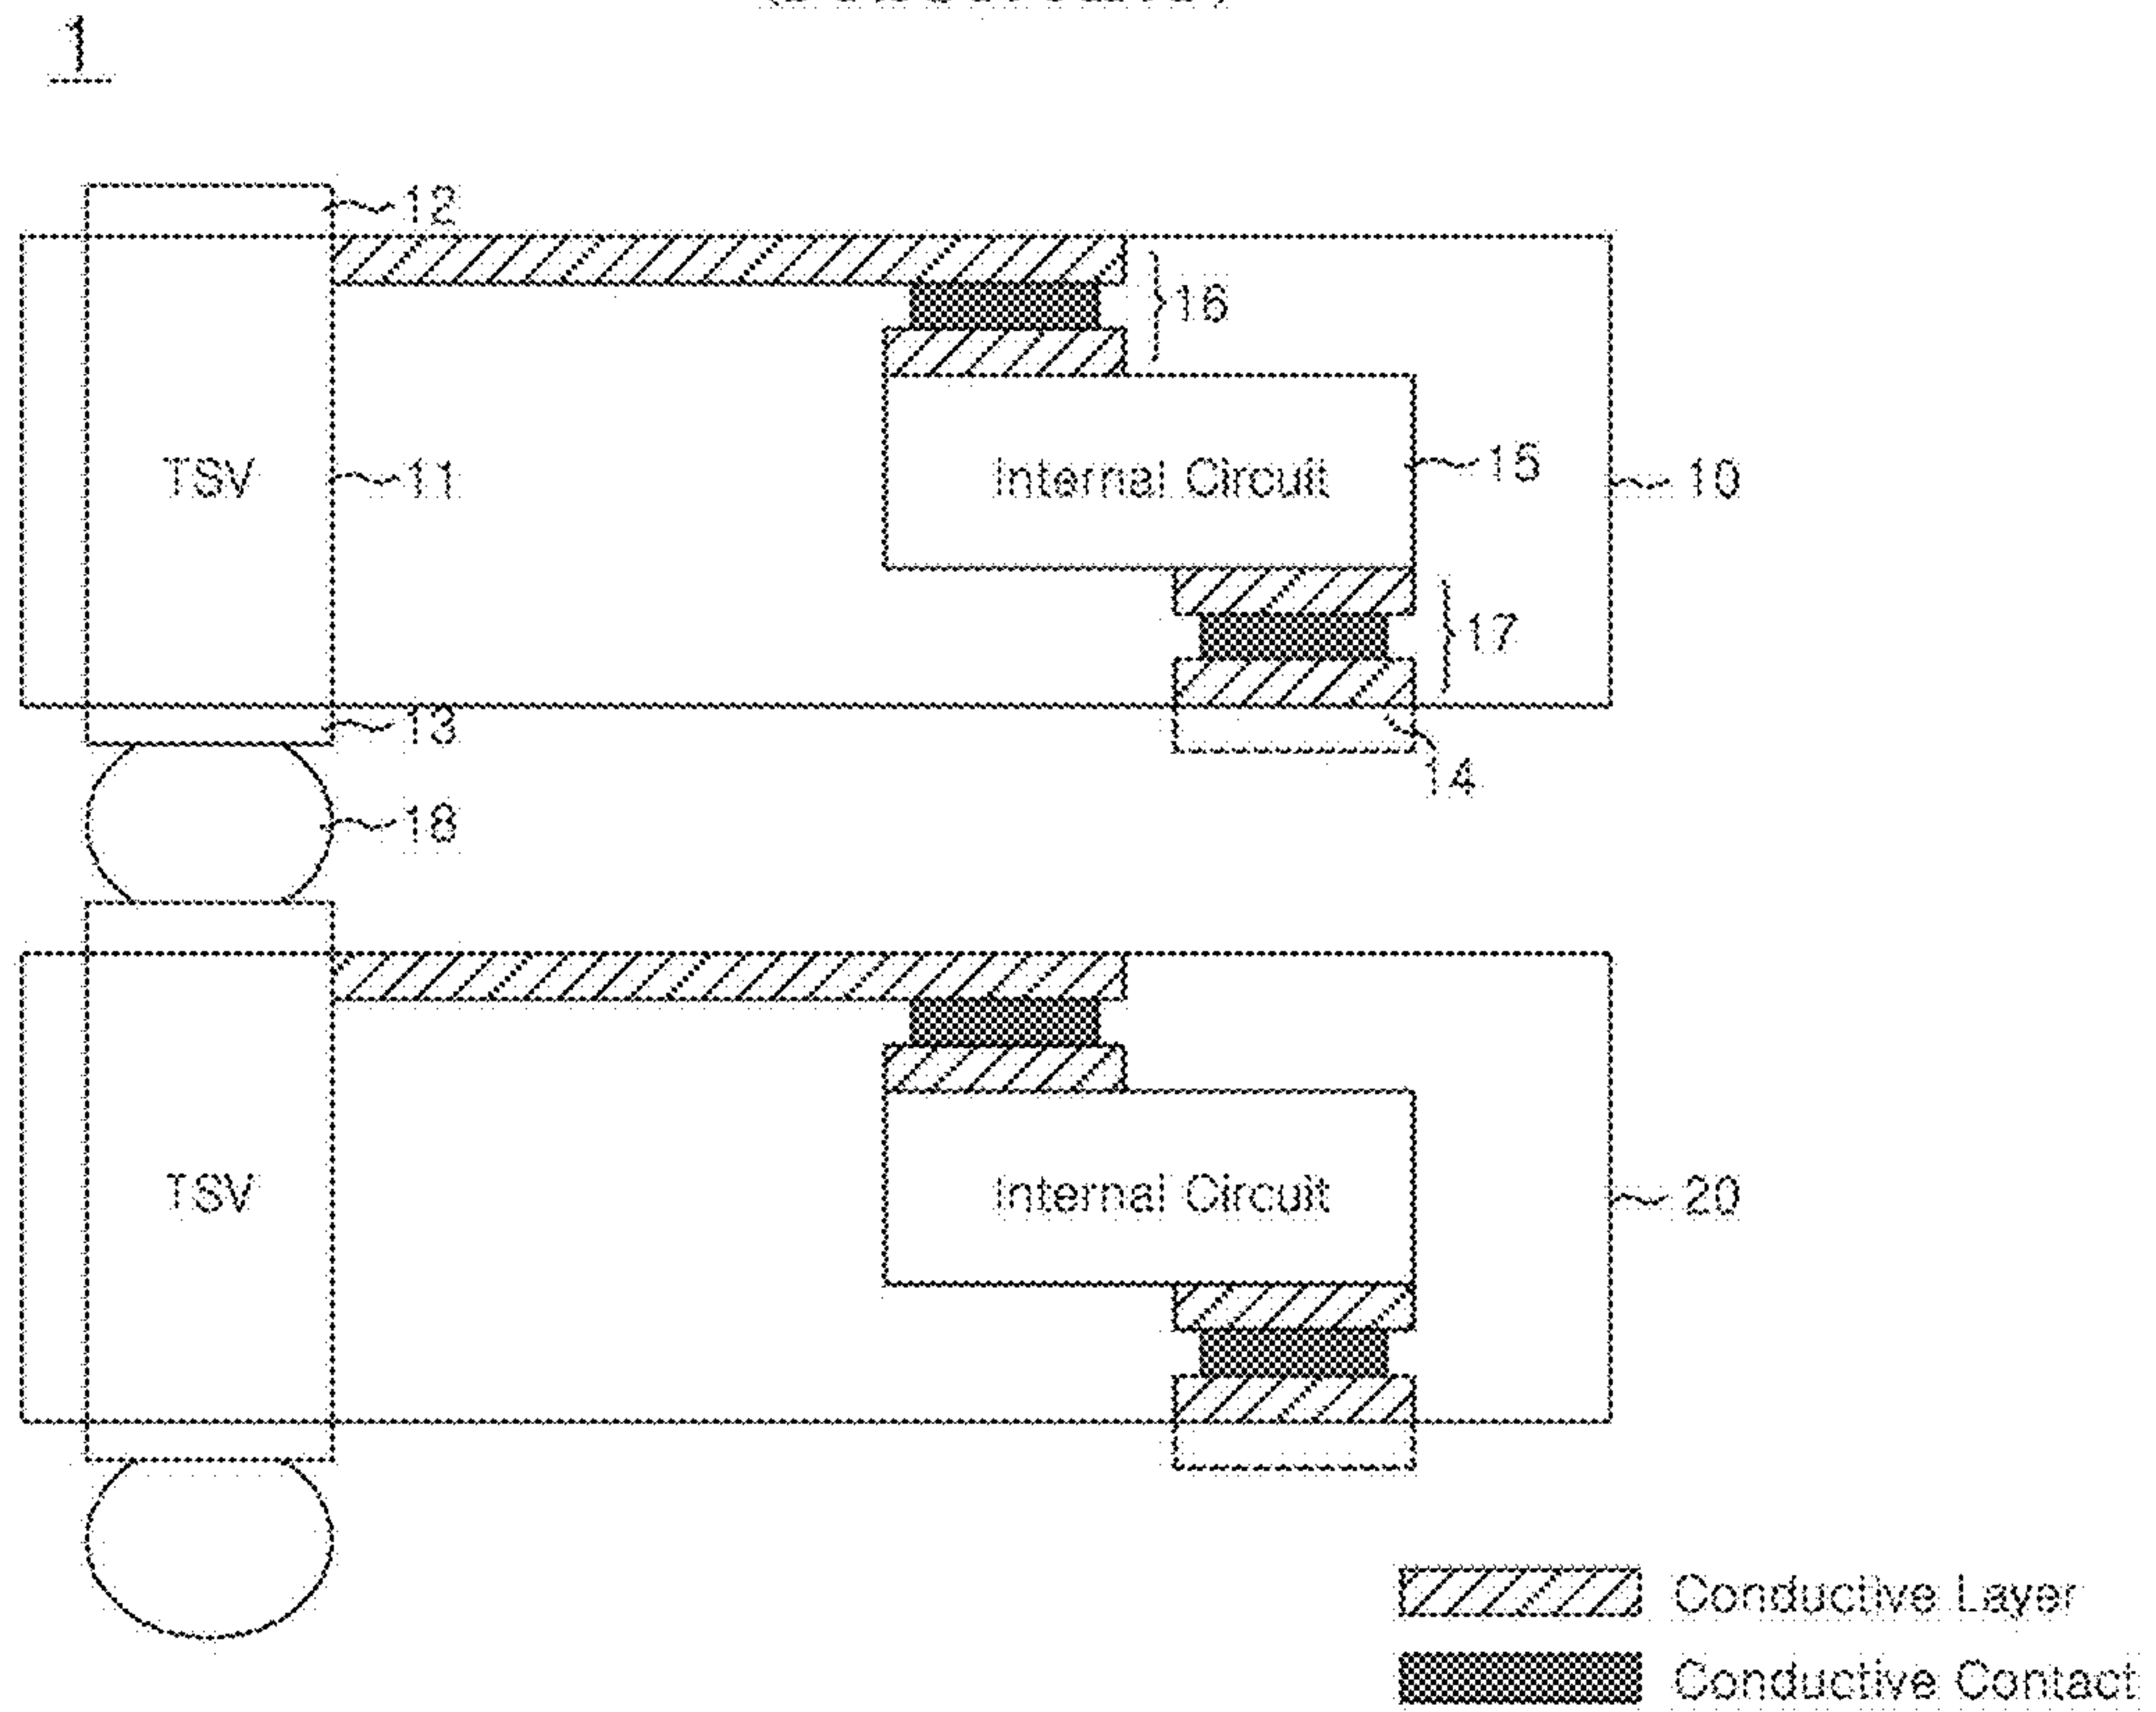 1
12
16
TSV
11
Internal Circuit
15
10
17
13
14
18
TSV
Internal Circuit
20
Conductive Layer
Conductive Contact